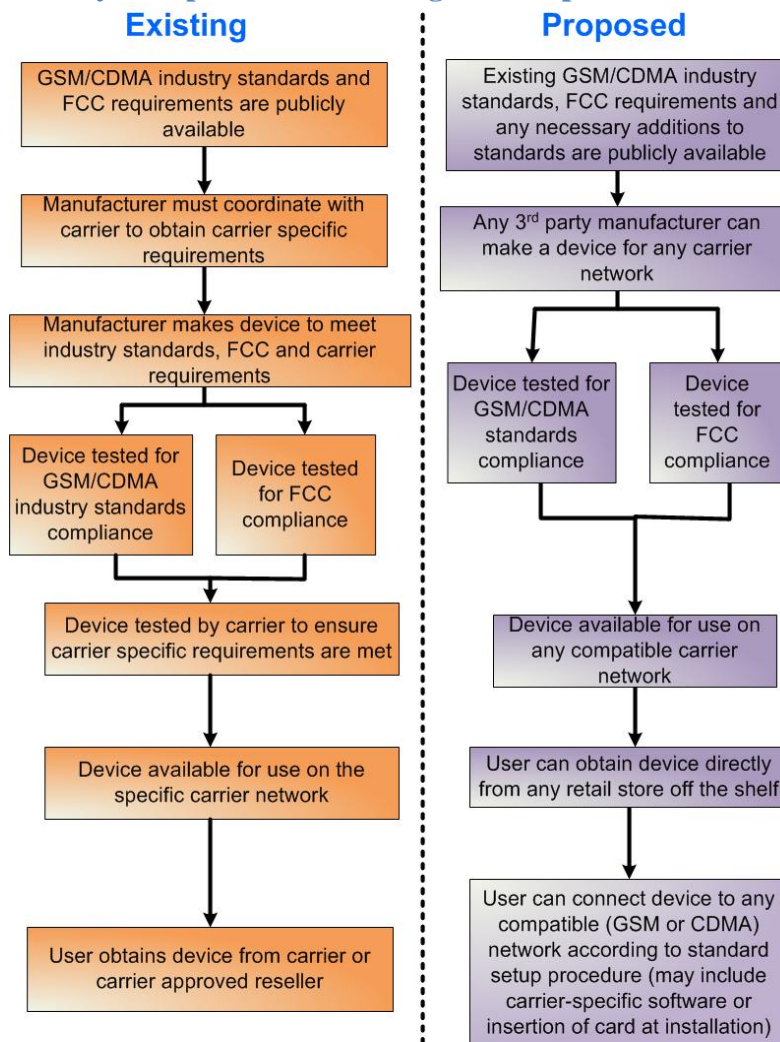 Existing
GSM/CDMA industry standards and
FCC requirements are publicly
available
Manufacturer must coordinate with
carrier to obtain carrier specific
requirements
Manufacturer makes device to meet
industry standards, FCC and carrier
requirements
Device tested for
GSM/CDMA
industry standards
compliance
Device tested
for FCC
compliance
Device tested by carrier to ensure
carrier specific requirements are met
Device available for use on the
specific carrier network
User obtains device from carrier or
carrier approved reseller
Proposed
Existing GSM/CDMA industry
standards, FCC requirements and
any necessary additions to
standards are publicly available
Any 3rd party manufacturer can
make a device for any carrier
network
Device tested for
GSM/CDMA
standards
compliance
Device
tested for
FCC
compliance
Device available for use on
any compatible carrier
network
User can obtain device directly
from any retail store off the shelf
User can connect device to any
compatible (GSM or CDMA)
network according to standard
setup procedure (may include
carrier-specific software or
insertion of card at installation)